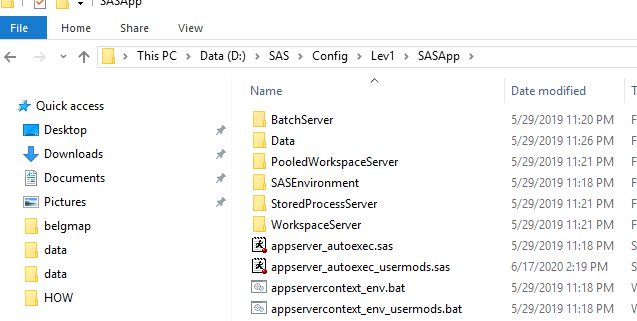 SASApp
File
Home
Share
View
This PC > Data (D:) > SAS > Config > Lev1 > SASApp >
Name
Date modified
T
Quick access
Desktop
Downloads
Documents
Pictures
belgmap
data
data
HOW
BatchServer 5/29/2019 11:20 PM F
Data 5/29/2019 11:26 PM F
PooledWorkspaceServer 5/29/2019 11:21 PM F
SASEnvironment 5/29/2019 11:18 PM F
StoredProcessServer 5/29/2019 11:21 PM F
WorkspaceServer 5/29/2019 11:21 PM F
appserver_autoexec.sas 5/29/2019 11:18 PM S
appserver_autoexec_usermods.sas 6/17/2020 2:19 PM S
appservercontext_env.bat 5/29/2019 11:18 PM W
appservercontext_env_usermods.bat 5/29/2019 11:18 PM W